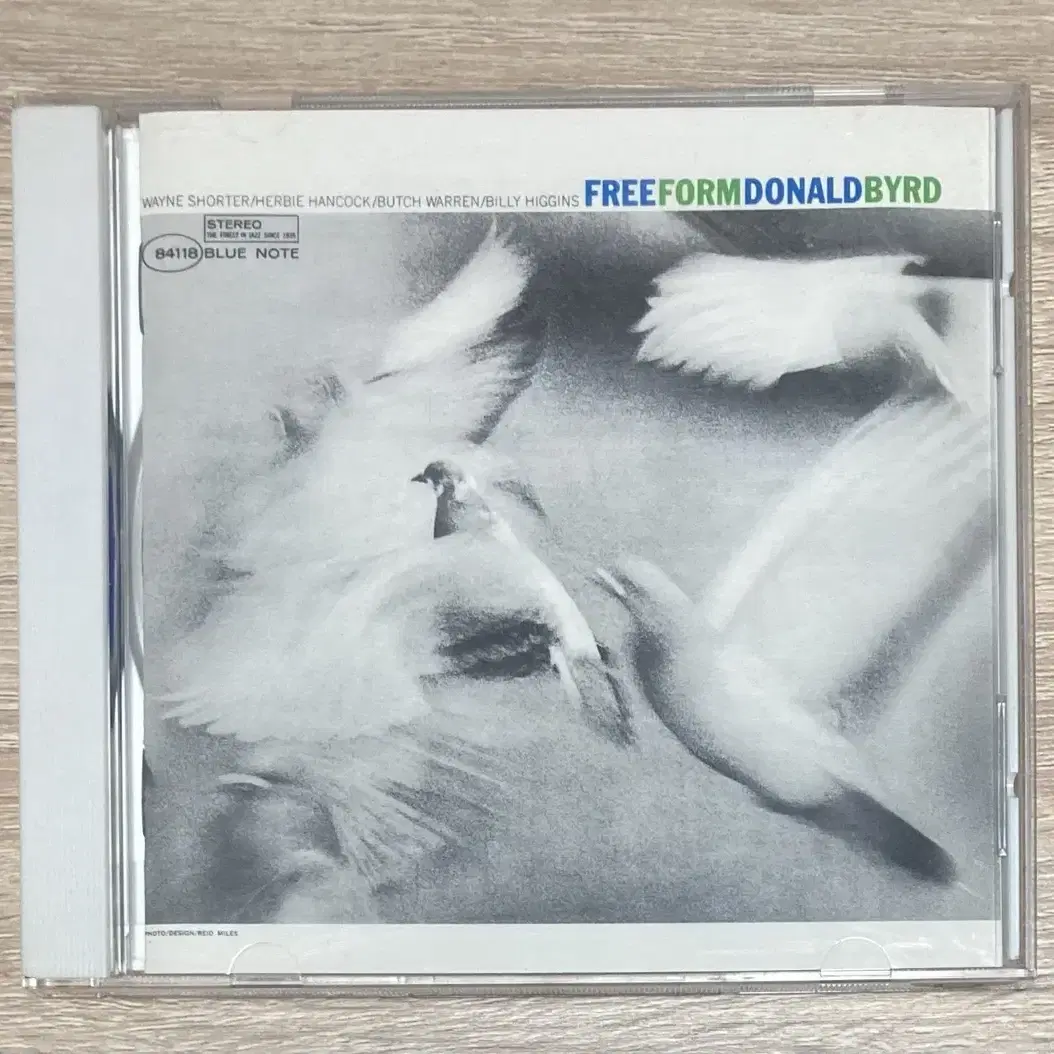 WAYNE SHORTER/HERBIE HANCOCK/BUTCH WARREN/BILLY HIGGINS FREEFORMDONALDBYRD
STEREO
THE FINEST IN JAZZ SINCE 1939
84118 BLUE NOTE
PHOTO/DESIGN/REID MILES